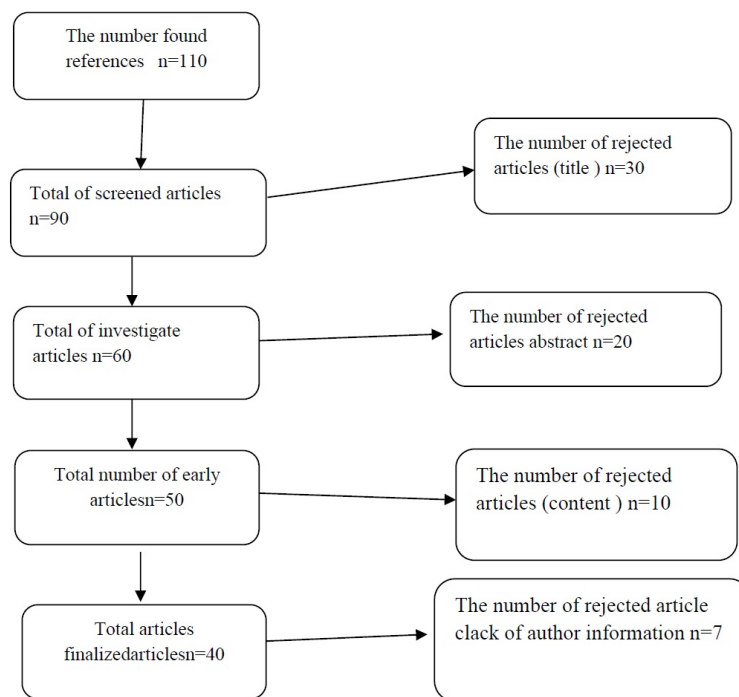 The number found
references n=110
The number of rejected
articles (title ) n=30
Total of screened articles
n=90
Total of investigate
articles n=60
The number of rejected
articles abstract n=20
Total number of early
articlesn=50
The number of rejected
articles (content ) n=10
Total articles
finalizedarticlesn=40
The number of rejected article
clack of author information n=7